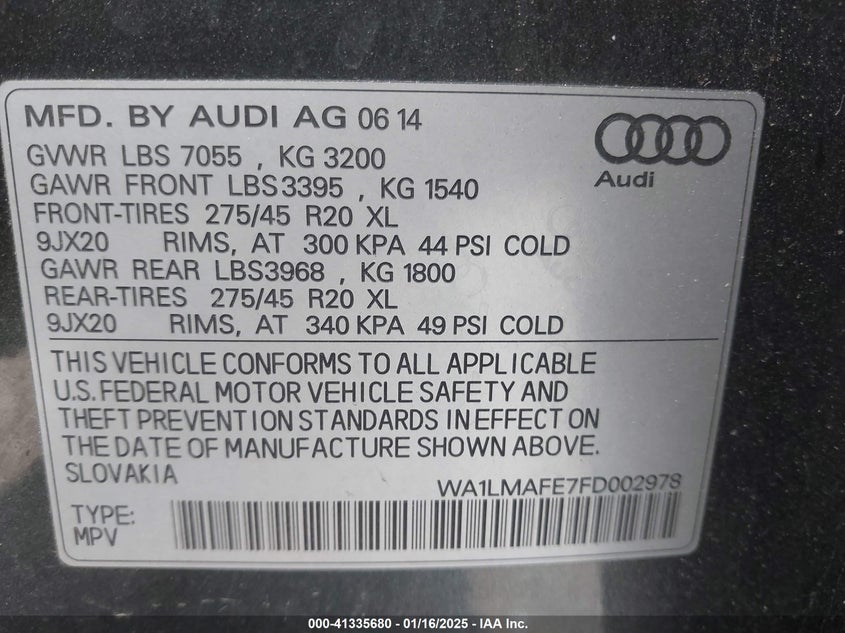 MFD. BY AUDI AG 06 14
GVWR LBS 7055 , KG 3200
GAWR FRONT LBS3395 , KG 1540
FRONT-TIRES 275/45 R20 XL
9JX20 RIMS, AT 300 KPA 44 PSI COLD
GAWR REAR LBS3968 , KG 1800
REAR-TIRES 275/45 R20 XL
9JX20 RIMS, AT 340 KPA 49 PSI COLD
Audi
THIS VEHICLE CONFORMS TO ALL APPLICABLE
U.S. FEDERAL MOTOR VEHICLE SAFETY AND
THEFT PREVENTION STANDARDS IN EFFECT ON
THE DATE OF MANUFACTURE SHOWN ABOVE.
SLOVAKIA
WA1LMAFE7FD002978
TYPE:
MPV
000-41335680 - 01/16/2025 - IAA Inc.